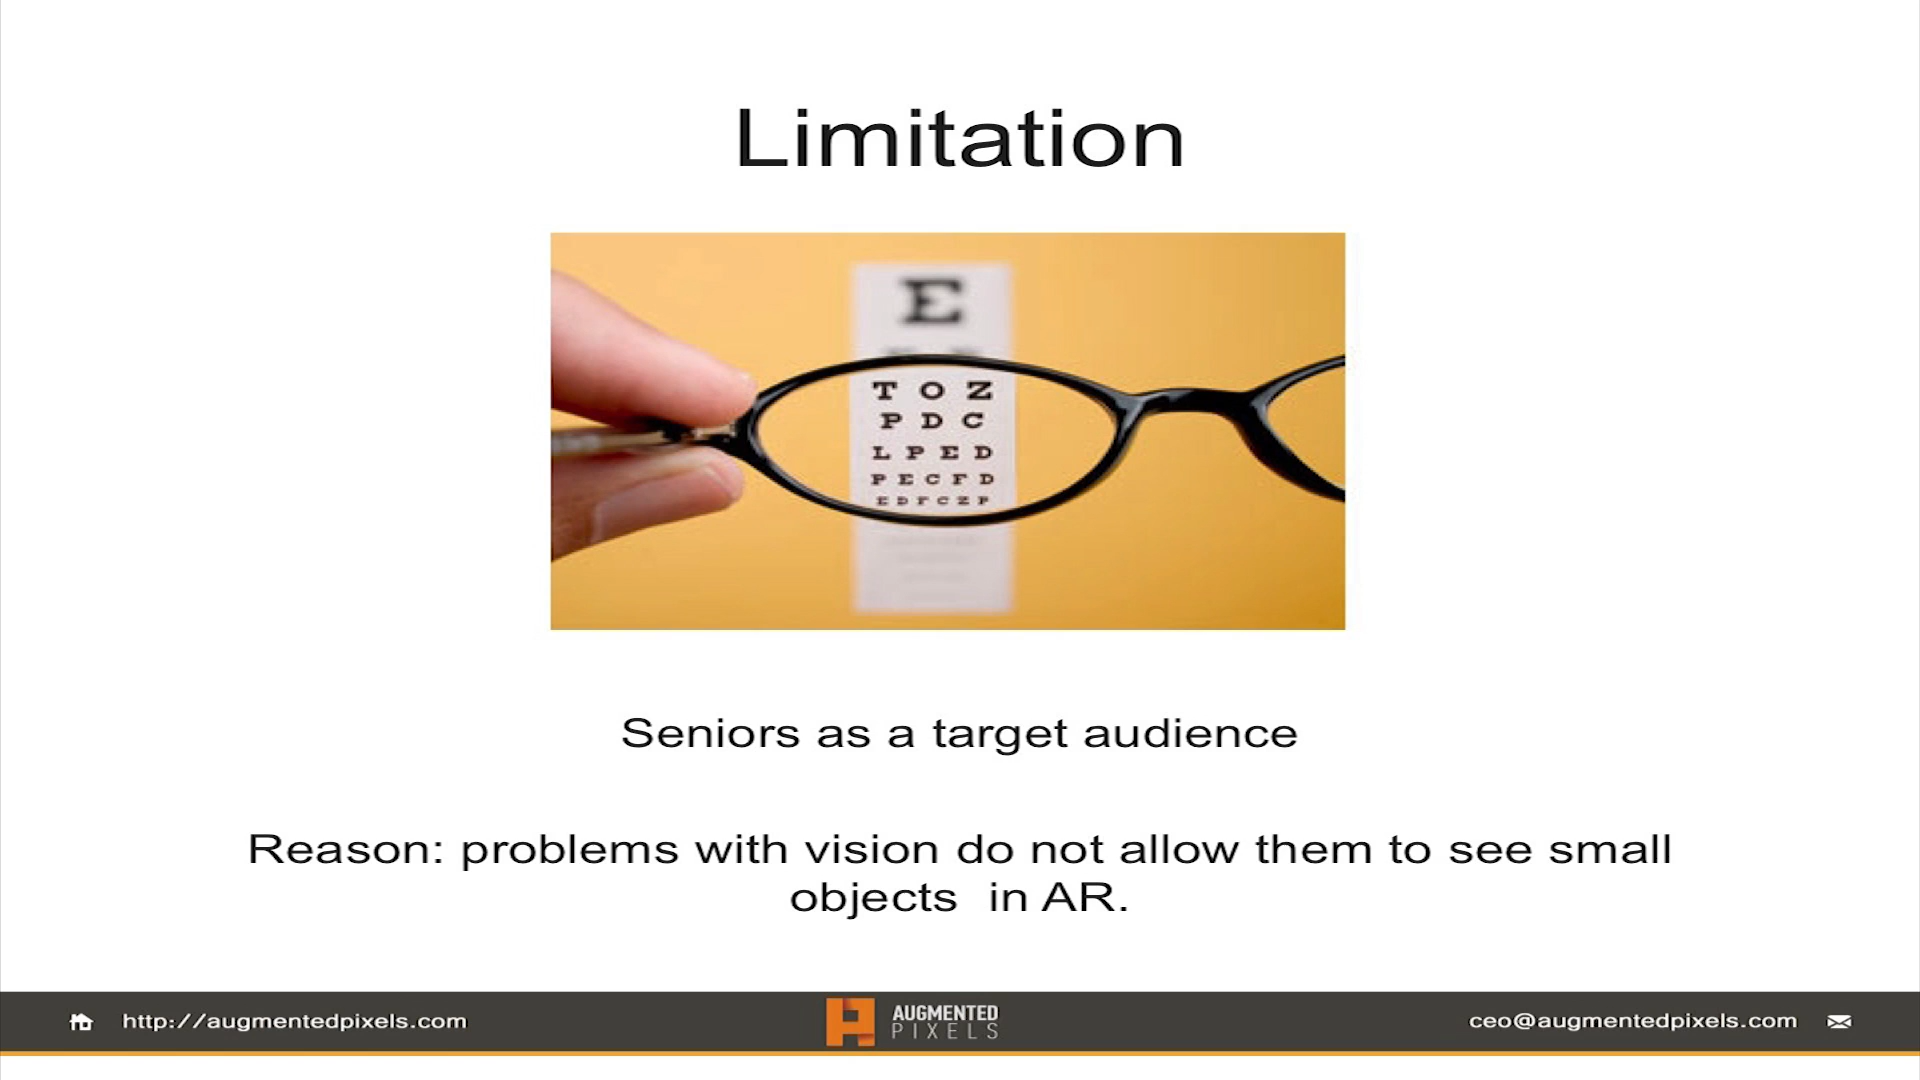 Limitation
E
T O Z
P D C
L P E D
P E C F D
E D F C Z P
Seniors as a target audience
Reason: problems with vision do not allow them to see small
objects in AR.
http://augmentedpixels.com
AUGMENTED
PIXELS
ceo@augmentedpixels.com